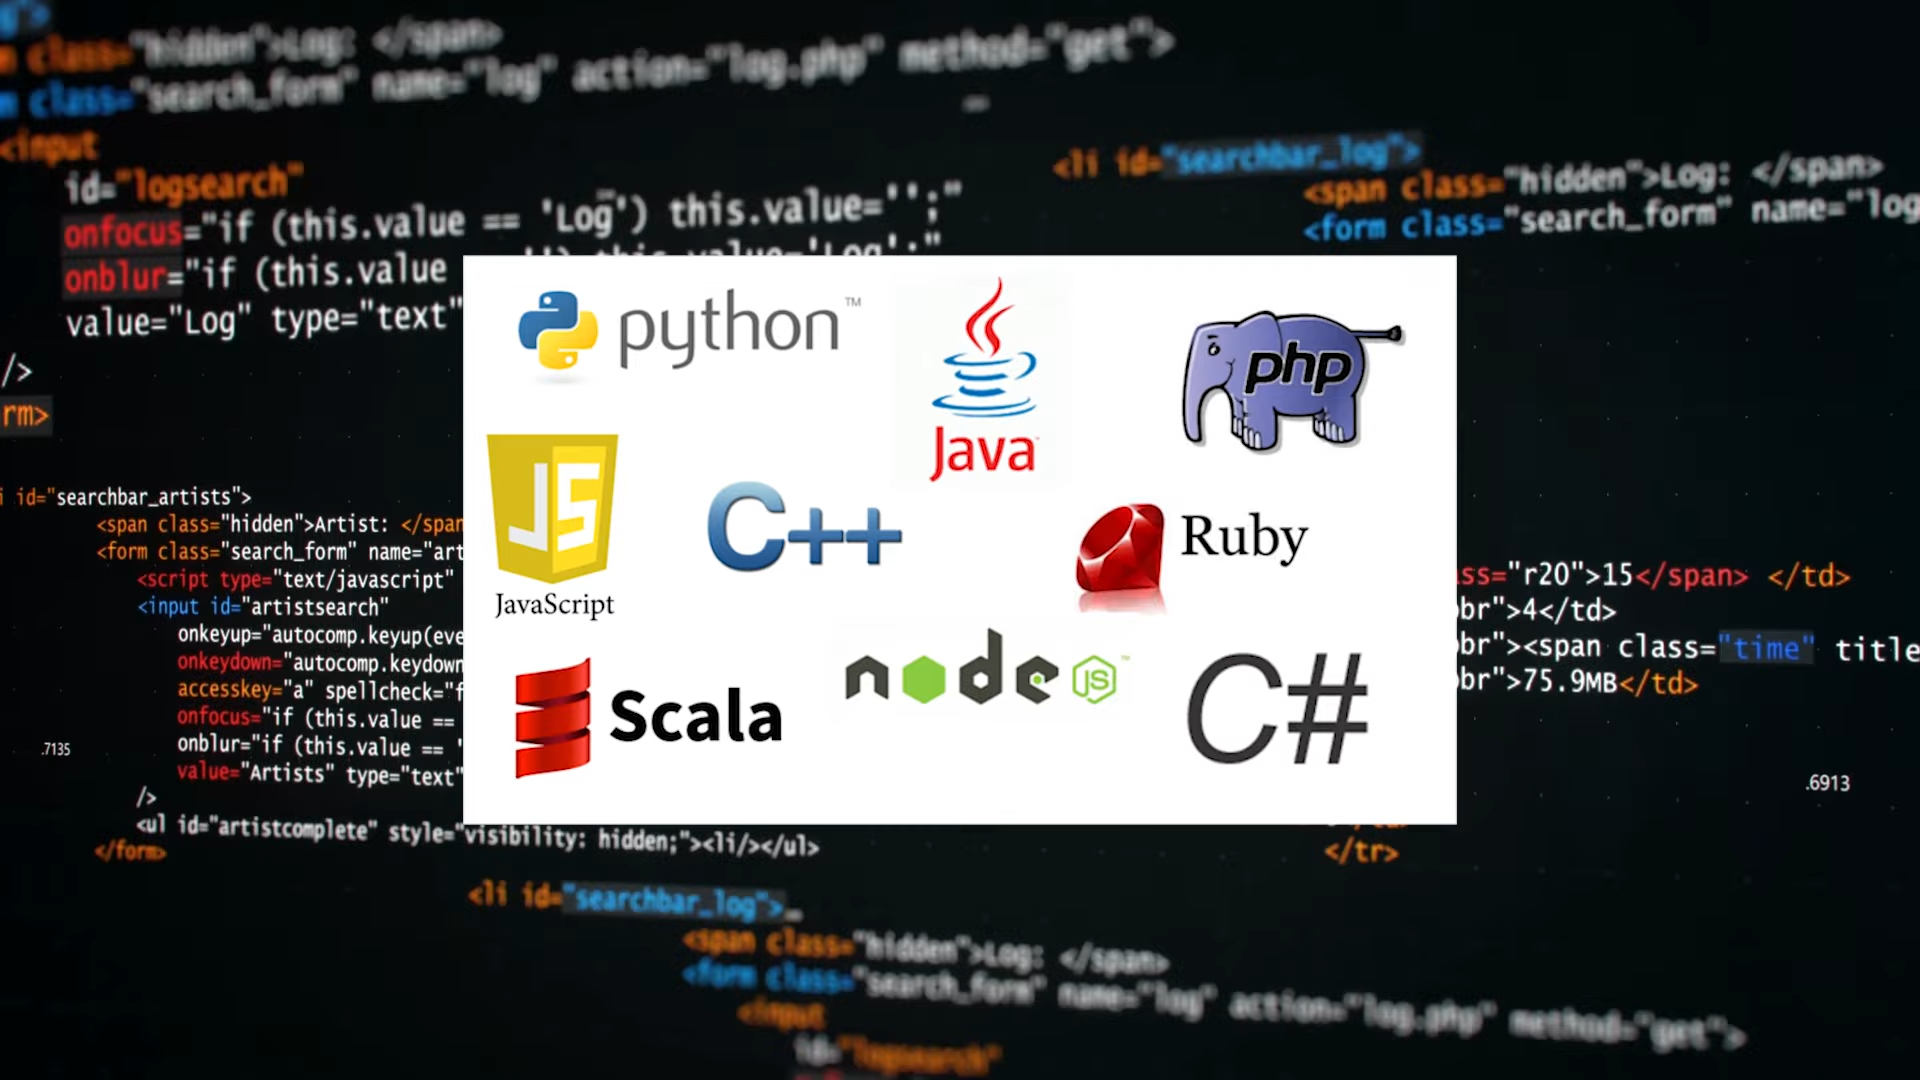 class="hidden">Log: </span>
class="search_form" name="log" action="log.php" method="get">
<input
id="logsearch"
onfocus="if (this.value == 'Log') this.value='';"
onblur="if (this.value
value="Log" type="text"
/>
rm>
<li id="searchbar_log">
<span class="hidden">Log: </span>
<form class="search_form" name="log
python™
Java
php
JS
JavaScript
C++
Ruby
Scala
node JS™
C#
i id="searchbar_artists">
<span class="hidden">Artist: </span
<form class="search_form" name="art
<script type="text/javascript"
<input id="artistsearch"
onkeyup="autocomp.keyup(eve
onkeydown="autocomp.keydown
accesskey="a" spellcheck="f
onfocus="if (this.value ==
onblur="if (this.value == '
value="Artists" type="text"
/>
<ul id="artistcomplete" style="visibility: hidden;"><li/></ul>
</form>
.7135
ss="r20">15</span> </td>
br">4</td>
br"><span class="time" title
br">75.9MB</td>
.6913
</tr>
<li id="searchbar_log">
<span class="hidden">Log: </span>
<form class="search_form" name="log" action="log.php" method="get">
<input
id="logsearch"